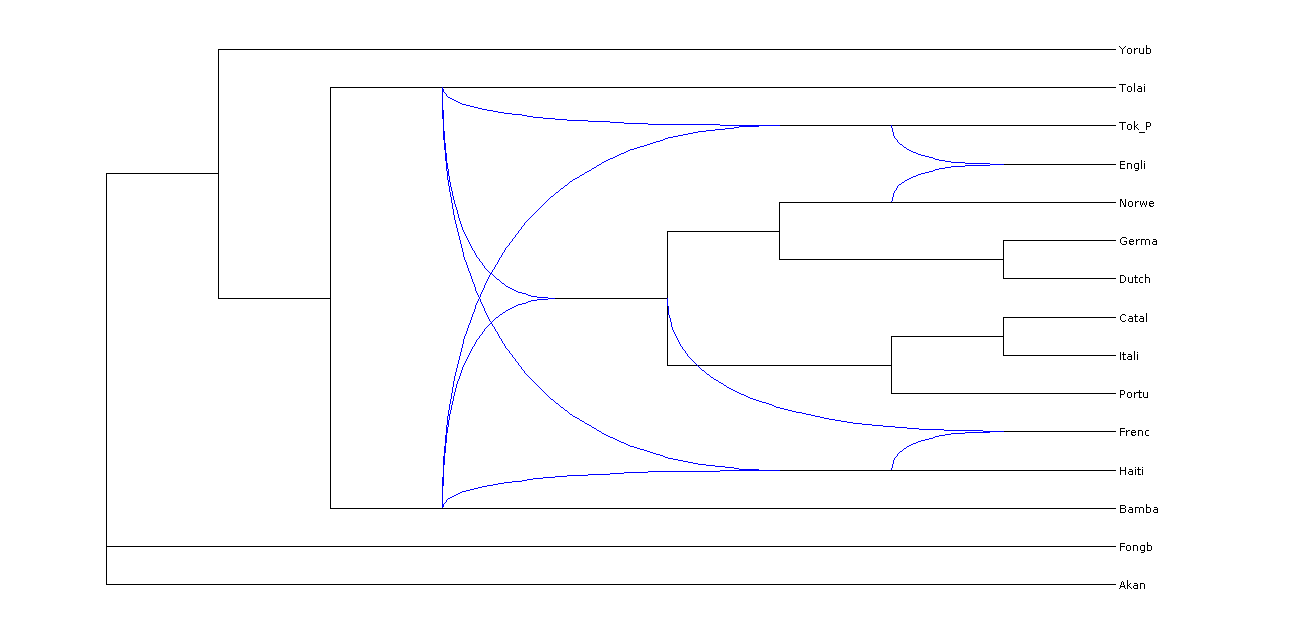 Yorub
Tolai
Tok_P
Engli
Norwe
Germa
Dutch
Catal
Itali
Portu
Frenc
Haiti
Bamba
Fongb
Akan